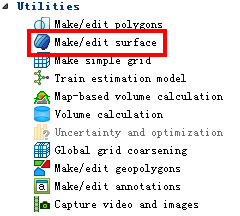 Utilities
Make/edit polygons
Make/edit surface
Make simple grid
Train estimation model
Map-based volume calculation
Volume calculation
Uncertainty and optimization
Global grid coarsening
Make/edit geopolygons
Make/edit annotations
Capture video and images